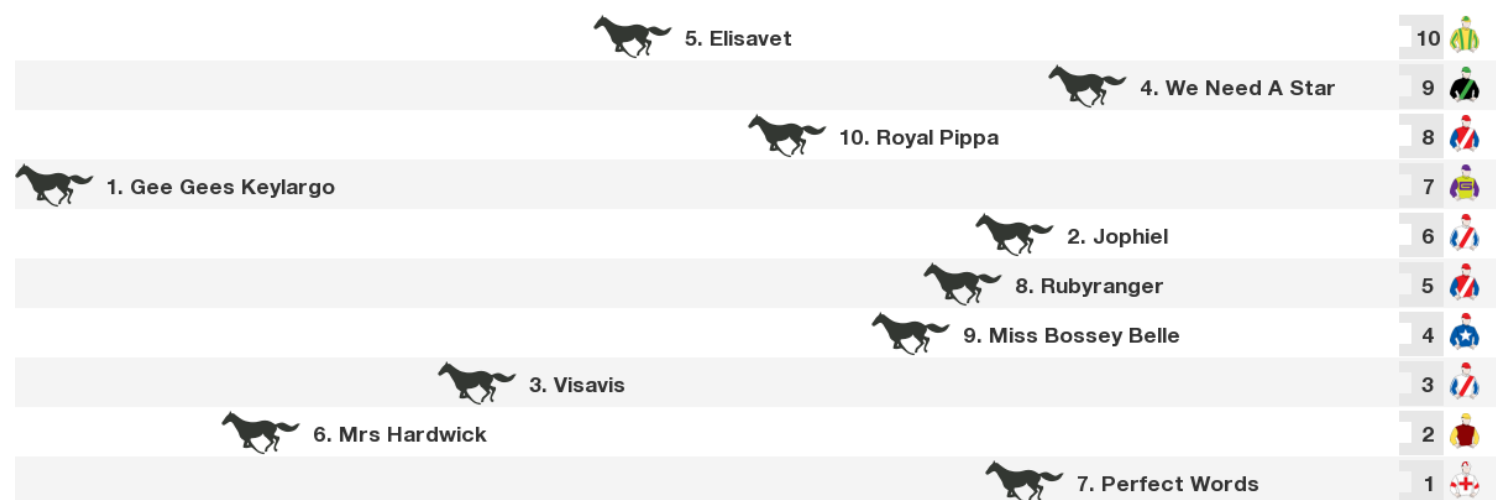 5. Elisavet 10
4. We Need A Star 9
10. Royal Pippa 8
1. Gee Gees Keylargo 7
2. Jophiel 6
8. Rubyranger 5
9. Miss Bossey Belle 4
3. Visavis 3
6. Mrs Hardwick 2
7. Perfect Words 1